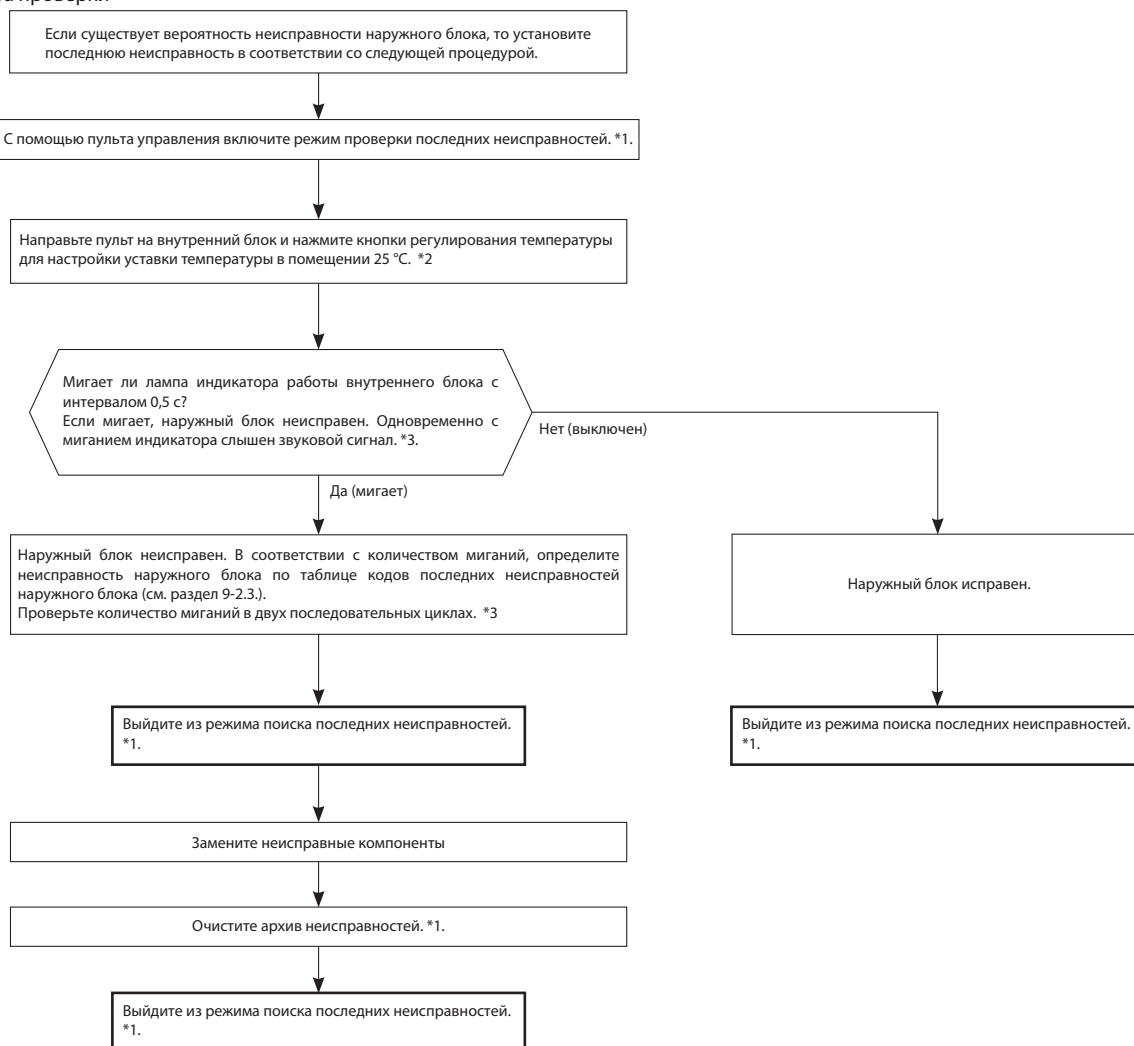 проверки
Если существует вероятность неисправности наружного блока, то установите
последнюю неисправность в соответствии со следующей процедурой.
С помощью пульта управления включите режим проверки последних неисправностей. *1.
Направьте пульт на внутренний блок и нажмите кнопки регулирования температуры
для настройки уставки температуры в помещении 25 °C. *2
Мигает ли лампа индикатора работы внутреннего блока с
интервалом 0,5 с?
Если мигает, наружный блок неисправен. Одновременно с
миганием индикатора слышен звуковой сигнал. *3.
Нет (выключен)
Да (мигает)
Наружный блок неисправен. В соответствии с количеством миганий, определите
неисправность наружного блока по таблице кодов последних неисправностей
наружного блока (см. раздел 9-2.3.).
Проверьте количество миганий в двух последовательных циклах. *3
Наружный блок исправен.
Выйдите из режима поиска последних неисправностей.
*1.
Выйдите из режима поиска последних неисправностей.
*1.
Замените неисправные компоненты
Очистите архив неисправностей. *1.
Выйдите из режима поиска последних неисправностей.
*1.